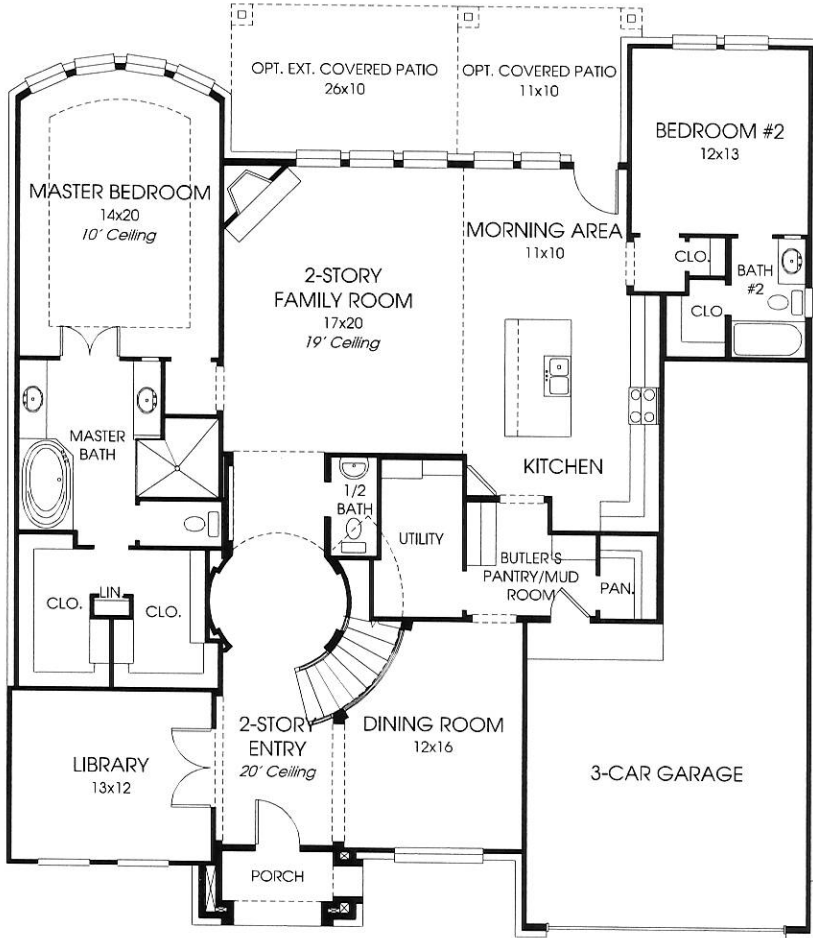 OPT. EXT. COVERED PATIO
26x10
OPT. COVERED PATIO
11x10
BEDROOM #2
12x13
MASTER BEDROOM
14x20
10' Ceiling
2-STORY
FAMILY ROOM
17x20
19' Ceiling
MORNING AREA
11x10
CLO.
BATH
#2
CLO
MASTER
BATH
KITCHEN
1/2
BATH
UTILITY
BUTLER'S
PANTRY/MUD
ROOM
PAN.
CLO.
LIN
CLO.
2-STORY
ENTRY
20' Ceiling
DINING ROOM
12x16
LIBRARY
13x12
3-CAR GARAGE
PORCH